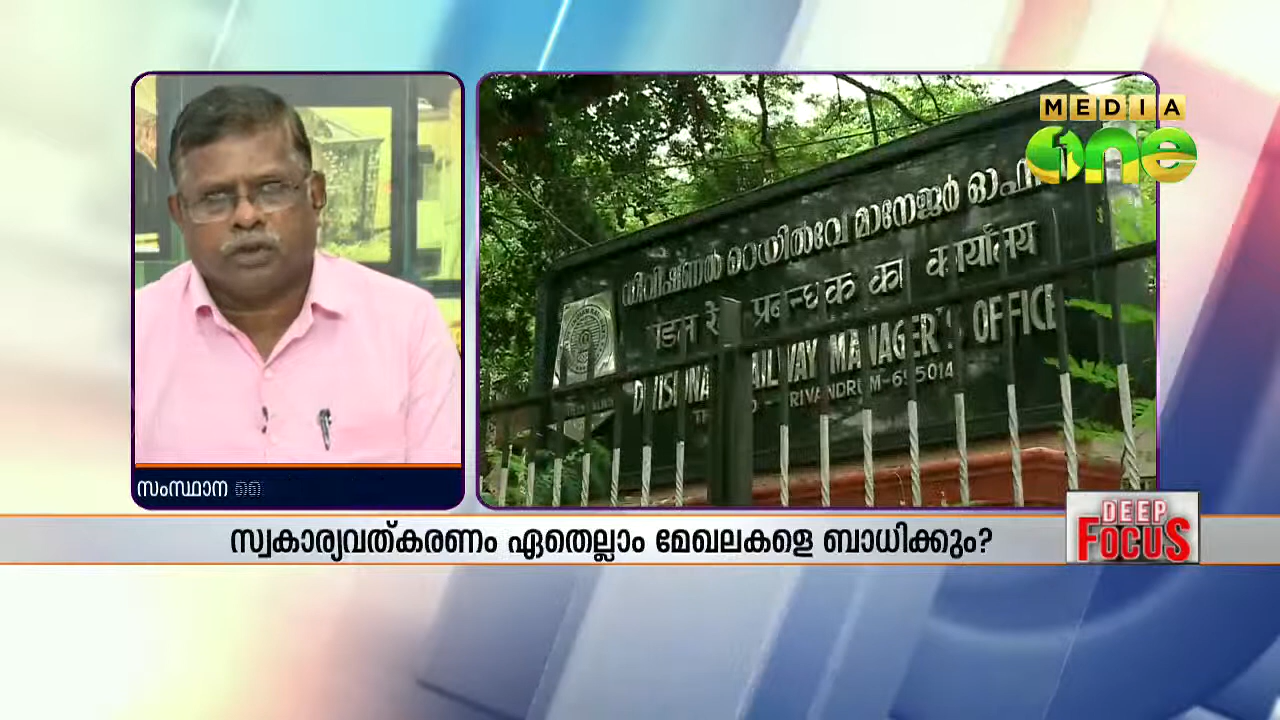 MEDIA
one
ഡിവിഷണൽ റെയിൽവേ മാനേജർ
मंडल रेल प्रबन्धक का कार्यालय
DIVISIONAL RAILWAY MANAGER'S OFFICE
TRIVANDRUM-695014
സംസ്ഥാന
സ്വകാര്യവത്കരണം ഏതെല്ലാം മേഖലകളെ ബാധിക്കും?
DEEP
FOCUS